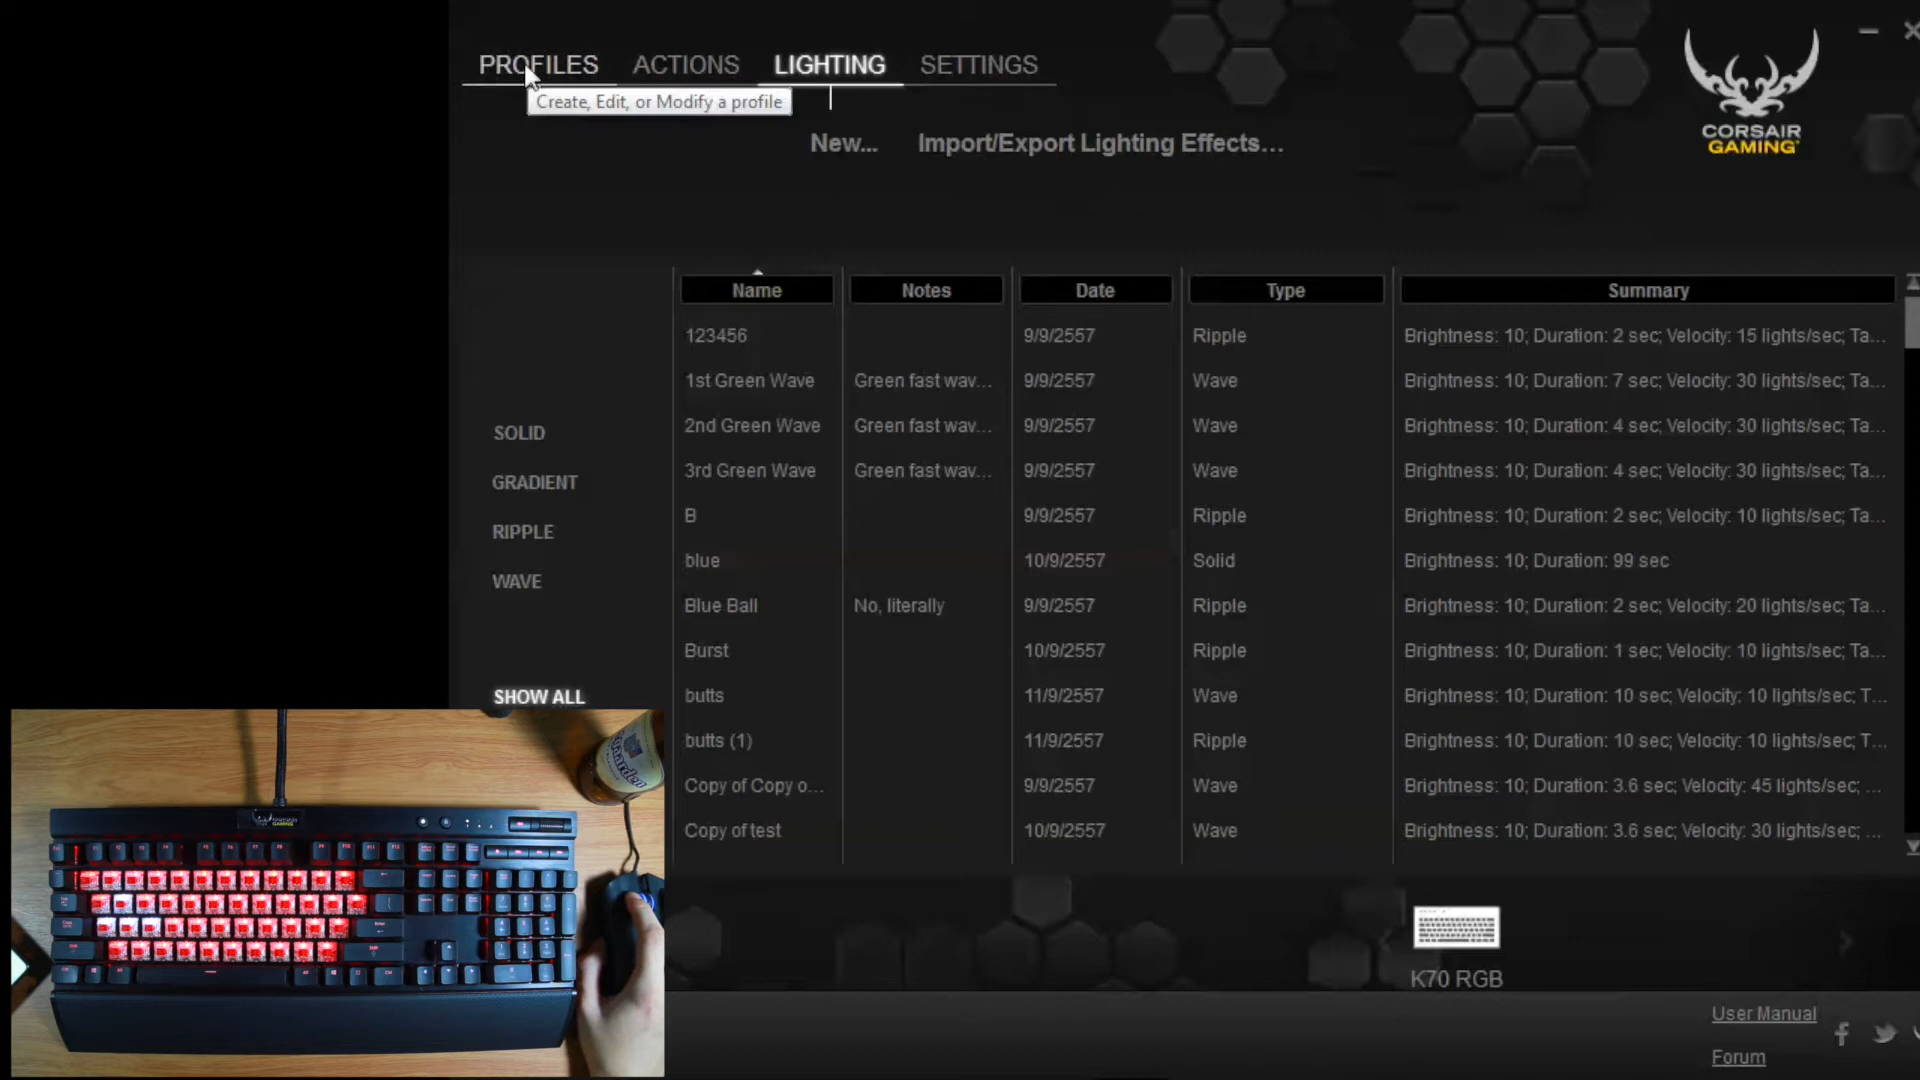 PROFILES ACTIONS LIGHTING SETTINGS
Create, Edit, or Modify a profile
New... Import/Export Lighting Effects...
CORSAIR
GAMING
Name Notes Date Type Summary
123456 9/9/2557 Ripple Brightness: 10; Duration: 2 sec; Velocity: 15 lights/sec; Ta...
1st Green Wave Green fast wav... 9/9/2557 Wave Brightness: 10; Duration: 7 sec; Velocity: 30 lights/sec; Ta...
2nd Green Wave Green fast wav... 9/9/2557 Wave Brightness: 10; Duration: 4 sec; Velocity: 30 lights/sec; Ta...
3rd Green Wave Green fast wav... 9/9/2557 Wave Brightness: 10; Duration: 4 sec; Velocity: 30 lights/sec; Ta...
B 9/9/2557 Ripple Brightness: 10; Duration: 2 sec; Velocity: 10 lights/sec; Ta...
blue 10/9/2557 Solid Brightness: 10; Duration: 99 sec
Blue Ball No, literally 9/9/2557 Ripple Brightness: 10; Duration: 2 sec; Velocity: 20 lights/sec; Ta...
Burst 10/9/2557 Ripple Brightness: 10; Duration: 1 sec; Velocity: 10 lights/sec; Ta...
butts 11/9/2557 Wave Brightness: 10; Duration: 10 sec; Velocity: 10 lights/sec; T...
butts (1) 11/9/2557 Ripple Brightness: 10; Duration: 10 sec; Velocity: 10 lights/sec; T...
Copy of Copy o... 9/9/2557 Wave Brightness: 10; Duration: 3.6 sec; Velocity: 45 lights/sec; ...
Copy of test 10/9/2557 Wave Brightness: 10; Duration: 3.6 sec; Velocity: 30 lights/sec; ...
SOLID
GRADIENT
RIPPLE
WAVE
SHOW ALL
K70 RGB
User Manual
Forum